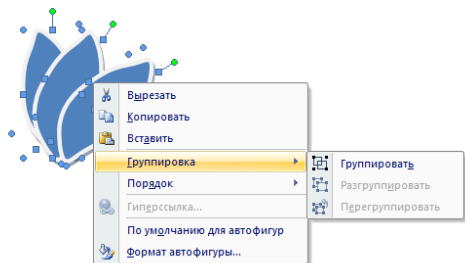 Вырезать
Копировать
Вставить
Группировка
Порядок
Гиперссылка...
По умолчанию для автофигур
Формат автофигуры...
Группировать
Разгруппировать
Перегруппировать